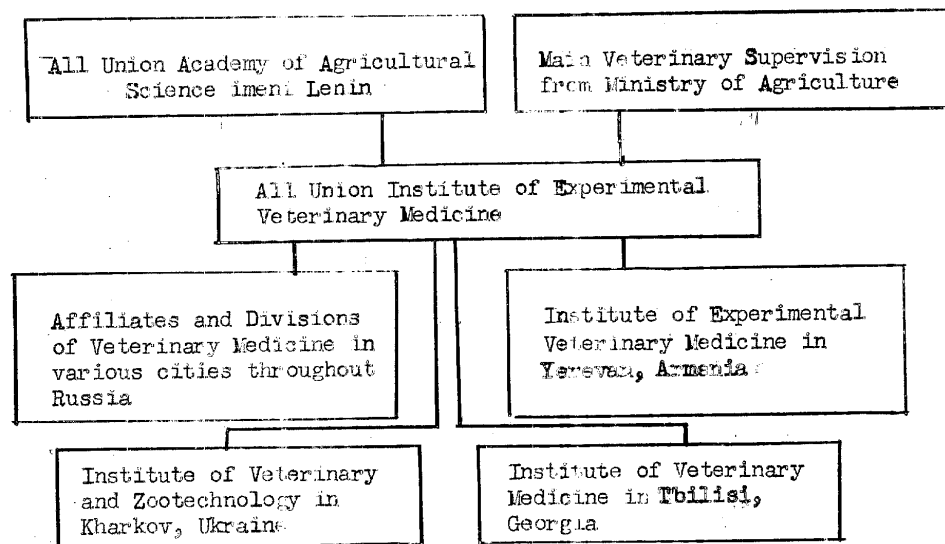 All Union Academy of Agricultural
Science imeni Lenin
Main Veterinary Supervision
from Ministry of Agriculture
All Union Institute of Experimental
Veterinary Medicine
Affiliates and Divisions
of Veterinary Medicine in
various cities throughout
Russia
Institute of Experimental
Veterinary Medicine in
Yerevan, Armenia
Institute of Veterinary
and Zootechnology in
Kharkov, Ukraine
Institute of Veterinary
Medicine in Tbilisi,
Georgia